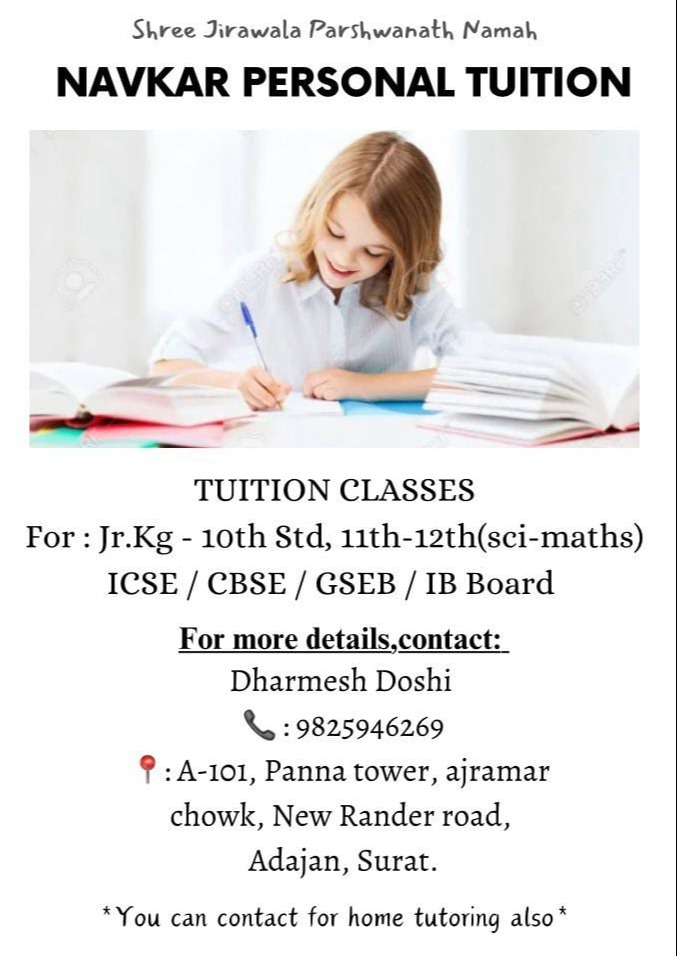 Shree Jirawala Parshwanath Namah
NAVKAR PERSONAL TUITION
TUITION CLASSES
For : Jr.Kg - 10th Std, 11th-12th(sci-maths)
ICSE / CBSE / GSEB / IB Board
For more details,contact:
Dharmesh Doshi
📞 : 9825946269
📍 : A-101, Panna tower, ajramar
chowk, New Rander road,
Adajan, Surat.
*You can contact for home tutoring also*